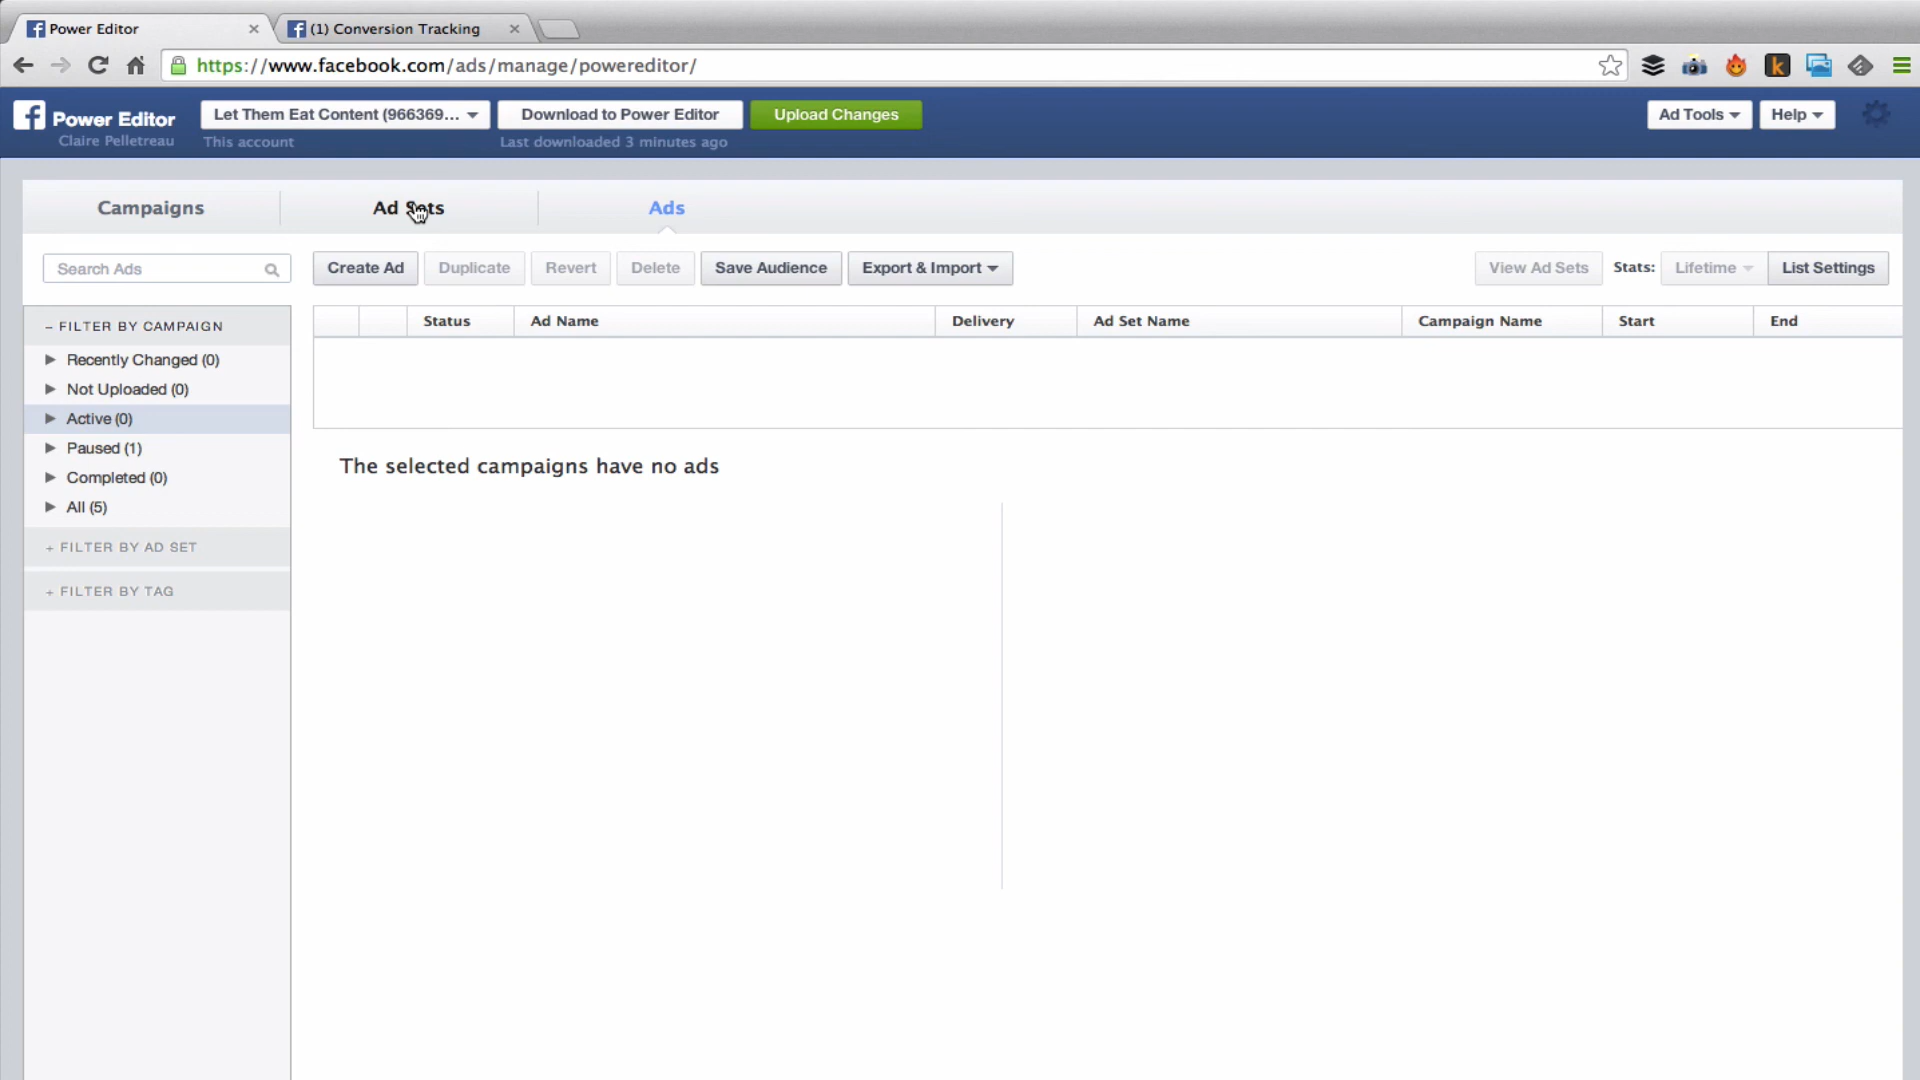 Power Editor
(1) Conversion Tracking
https://www.facebook.com/ads/manage/powereditor/
Power Editor
Claire Pelletreau
Let Them Eat Content (966369...
This account
Download to Power Editor
Last downloaded 3 minutes ago
Upload Changes
Ad Tools
Help
Campaigns
Ad Sets
Ads
Search Ads
Create Ad
Duplicate
Revert
Delete
Save Audience
Export & Import
View Ad Sets
Stats:
Lifetime
List Settings
– FILTER BY CAMPAIGN
Recently Changed (0)
Not Uploaded (0)
Active (0)
Paused (1)
Completed (0)
All (5)
+ FILTER BY AD SET
+ FILTER BY TAG
Status
Ad Name
Delivery
Ad Set Name
Campaign Name
Start
End
The selected campaigns have no ads